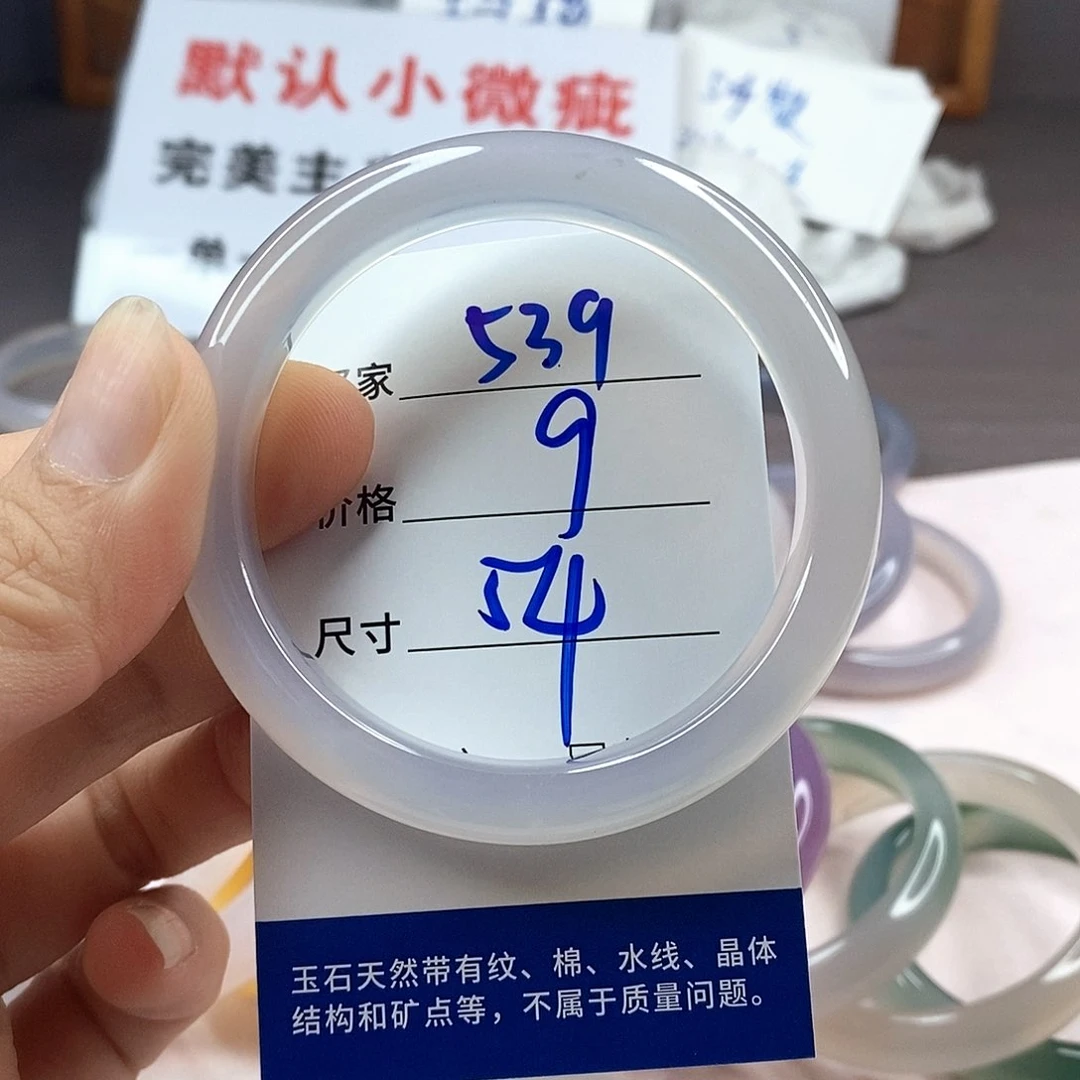 默认小微疵
完美主
单
家 539
价格 9
尺寸 54
玉石天然带有纹、棉、水线、晶体
结构和矿点等，不属于质量问题。